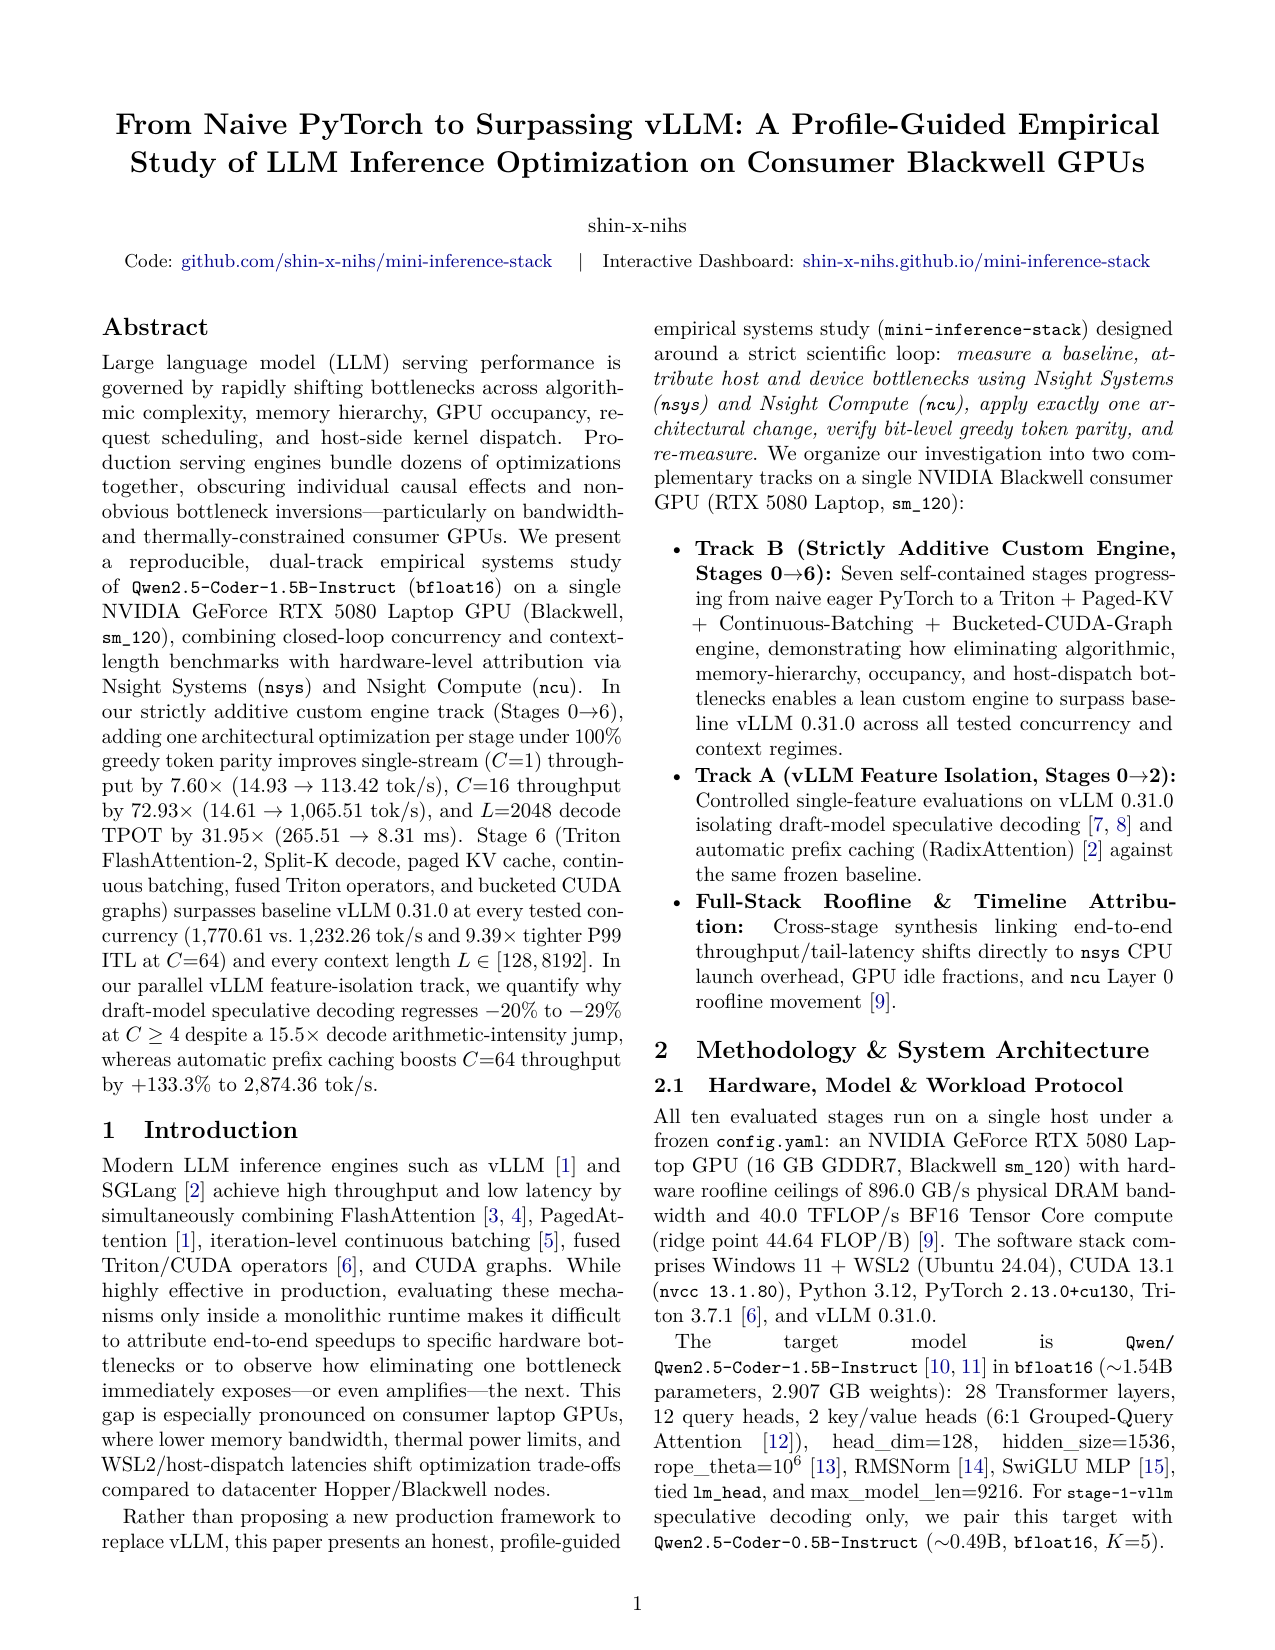 From Naive PyTorch to Surpassing vLLM: A Profile-Guided Empirical
Study of LLM Inference Optimization on Consumer Blackwell GPUs
shin-x-nihs
Code: github.com/shin-x-nihs/mini-inference-stack | Interactive Dashboard: shin-x-nihs.github.io/mini-inference-stack
Abstract
Large language model (LLM) serving performance is
governed by rapidly shifting bottlenecks across algorith-
mic complexity, memory hierarchy, GPU occupancy, re-
quest scheduling, and host-side kernel dispatch. Pro-
duction serving engines bundle dozens of optimizations
together, obscuring individual causal effects and non-
obvious bottleneck inversions—particularly on bandwidth-
and thermally-constrained consumer GPUs. We present
a reproducible, dual-track empirical systems study
of Qwen2.5-Coder-1.5B-Instruct (bfloat16) on a single
NVIDIA GeForce RTX 5080 Laptop GPU (Blackwell,
sm_120), combining closed-loop concurrency and context-
length benchmarks with hardware-level attribution via
Nsight Systems (nsys) and Nsight Compute (ncu). In
our strictly additive custom engine track (Stages 0→6),
adding one architectural optimization per stage under 100%
greedy token parity improves single-stream (C=1) through-
put by 7.60× (14.93 → 113.42 tok/s), C=16 throughput
by 72.93× (14.61 → 1,065.51 tok/s), and L=2048 decode
TPOT by 31.95× (265.51 → 8.31 ms). Stage 6 (Triton
FlashAttention-2, Split-K decode, paged KV cache, contin-
uous batching, fused Triton operators, and bucketed CUDA
graphs) surpasses baseline vLLM 0.31.0 at every tested con-
currency (1,770.61 vs. 1,232.26 tok/s and 9.39× tighter P99
ITL at C=64) and every context length L ∈ [128, 8192]. In
our parallel vLLM feature-isolation track, we quantify why
draft-model speculative decoding regresses −20% to −29%
at C ≥ 4 despite a 15.5× decode arithmetic-intensity jump,
whereas automatic prefix caching boosts C=64 throughput
by +133.3% to 2,874.36 tok/s.
1 Introduction
Modern LLM inference engines such as vLLM [1] and
SGLang [2] achieve high throughput and low latency by
simultaneously combining FlashAttention [3, 4], PagedAt-
tention [1], iteration-level continuous batching [5], fused
Triton/CUDA operators [6], and CUDA graphs. While
highly effective in production, evaluating these mecha-
nisms only inside a monolithic runtime makes it difficult
to attribute end-to-end speedups to specific hardware bot-
tlenecks or to observe how eliminating one bottleneck
immediately exposes—or even amplifies—the next. This
gap is especially pronounced on consumer laptop GPUs,
where lower memory bandwidth, thermal power limits, and
WSL2/host-dispatch latencies shift optimization trade-offs
compared to datacenter Hopper/Blackwell nodes.
Rather than proposing a new production framework to
replace vLLM, this paper presents an honest, profile-guided
empirical systems study (mini-inference-stack) designed
around a strict scientific loop: measure a baseline, at-
tribute host and device bottlenecks using Nsight Systems
(nsys) and Nsight Compute (ncu), apply exactly one ar-
chitectural change, verify bit-level greedy token parity, and
re-measure. We organize our investigation into two com-
plementary tracks on a single NVIDIA Blackwell consumer
GPU (RTX 5080 Laptop, sm_120):
• Track B (Strictly Additive Custom Engine,
Stages 0→6): Seven self-contained stages progress-
ing from naive eager PyTorch to a Triton + Paged-KV
+ Continuous-Batching + Bucketed-CUDA-Graph
engine, demonstrating how eliminating algorithmic,
memory-hierarchy, occupancy, and host-dispatch bot-
tlenecks enables a lean custom engine to surpass base-
line vLLM 0.31.0 across all tested concurrency and
context regimes.
• Track A (vLLM Feature Isolation, Stages 0→2):
Controlled single-feature evaluations on vLLM 0.31.0
isolating draft-model speculative decoding [7, 8] and
automatic prefix caching (RadixAttention) [2] against
the same frozen baseline.
• Full-Stack Roofline & Timeline Attribu-
tion: Cross-stage synthesis linking end-to-end
throughput/tail-latency shifts directly to nsys CPU
launch overhead, GPU idle fractions, and ncu Layer 0
roofline movement [9].
2 Methodology & System Architecture
2.1 Hardware, Model & Workload Protocol
All ten evaluated stages run on a single host under a
frozen config.yaml: an NVIDIA GeForce RTX 5080 Lap-
top GPU (16 GB GDDR7, Blackwell sm_120) with hard-
ware roofline ceilings of 896.0 GB/s physical DRAM band-
width and 40.0 TFLOP/s BF16 Tensor Core compute
(ridge point 44.64 FLOP/B) [9]. The software stack com-
prises Windows 11 + WSL2 (Ubuntu 24.04), CUDA 13.1
(nvcc 13.1.80), Python 3.12, PyTorch 2.13.0+cu130, Tri-
ton 3.7.1 [6], and vLLM 0.31.0.
The target model is Qwen/
Qwen2.5-Coder-1.5B-Instruct [10, 11] in bfloat16 (∼1.54B
parameters, 2.907 GB weights): 28 Transformer layers,
12 query heads, 2 key/value heads (6:1 Grouped-Query
Attention [12]), head_dim=128, hidden_size=1536,
rope_theta=10⁶ [13], RMSNorm [14], SwiGLU MLP [15],
tied lm_head, and max_model_len=9216. For stage-1-vllm
speculative decoding only, we pair this target with
Qwen2.5-Coder-0.5B-Instruct (∼0.49B, bfloat16, K=5).
1